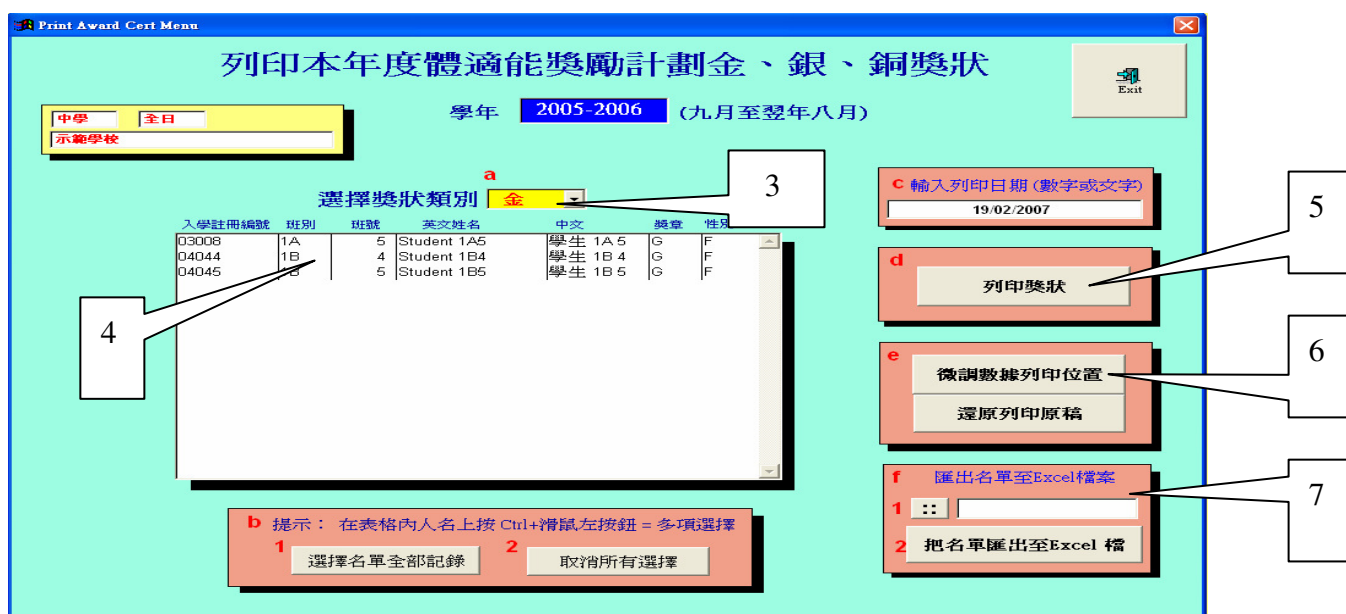 Print Award Cert Menu
列印本年度體適能獎勵計劃金、銀、銅獎狀
Exit
學年 2005-2006 (九月至翌年八月)
中學 全日
示範學校
a
選擇獎狀類別 金
3
入學註冊編號 班別 班號 英文姓名 中文 獎章 性別
03008 1A 5 Student 1A5 學生 1A 5 G F
04044 1B 4 Student 1B4 學生 1B 4 G F
04045 1B 5 Student 1B5 學生 1B 5 G F
4
c 輸入列印日期 (數字或文字)
19/02/2007
5
d
列印獎狀
6
e
微調數據列印位置
還原列印原稿
7
f 匯出名單至Excel檔案
1 ::
2 把名單匯出至Excel 檔
b 提示： 在表格內人名上按 Ctrl+滑鼠左按鈕 = 多項選擇
1 選擇名單全部記錄 2 取消所有選擇